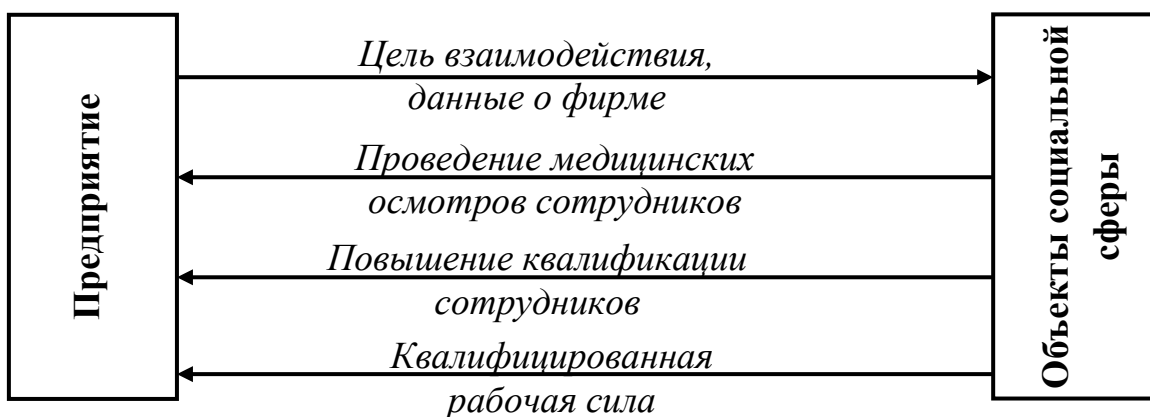 Предприятие
Цель взаимодействия,
данные о фирме
Проведение медицинских
осмотров сотрудников
Повышение квалификации
сотрудников
Квалифицированная
рабочая сила
Объекты социальной
сферы